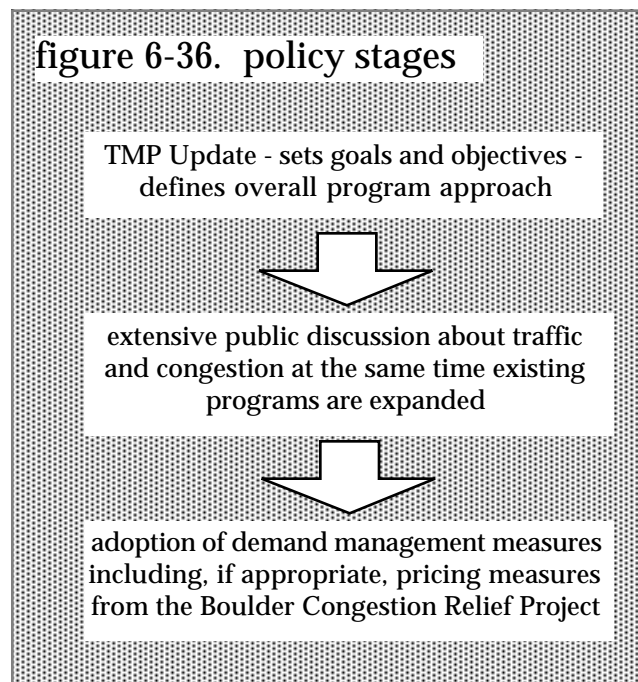 figure 6-36. policy stages
TMP Update - sets goals and objectives -
defines overall program approach
extensive public discussion about traffic
and congestion at the same time existing
programs are expanded
adoption of demand management measures
including, if appropriate, pricing measures
from the Boulder Congestion Relief Project